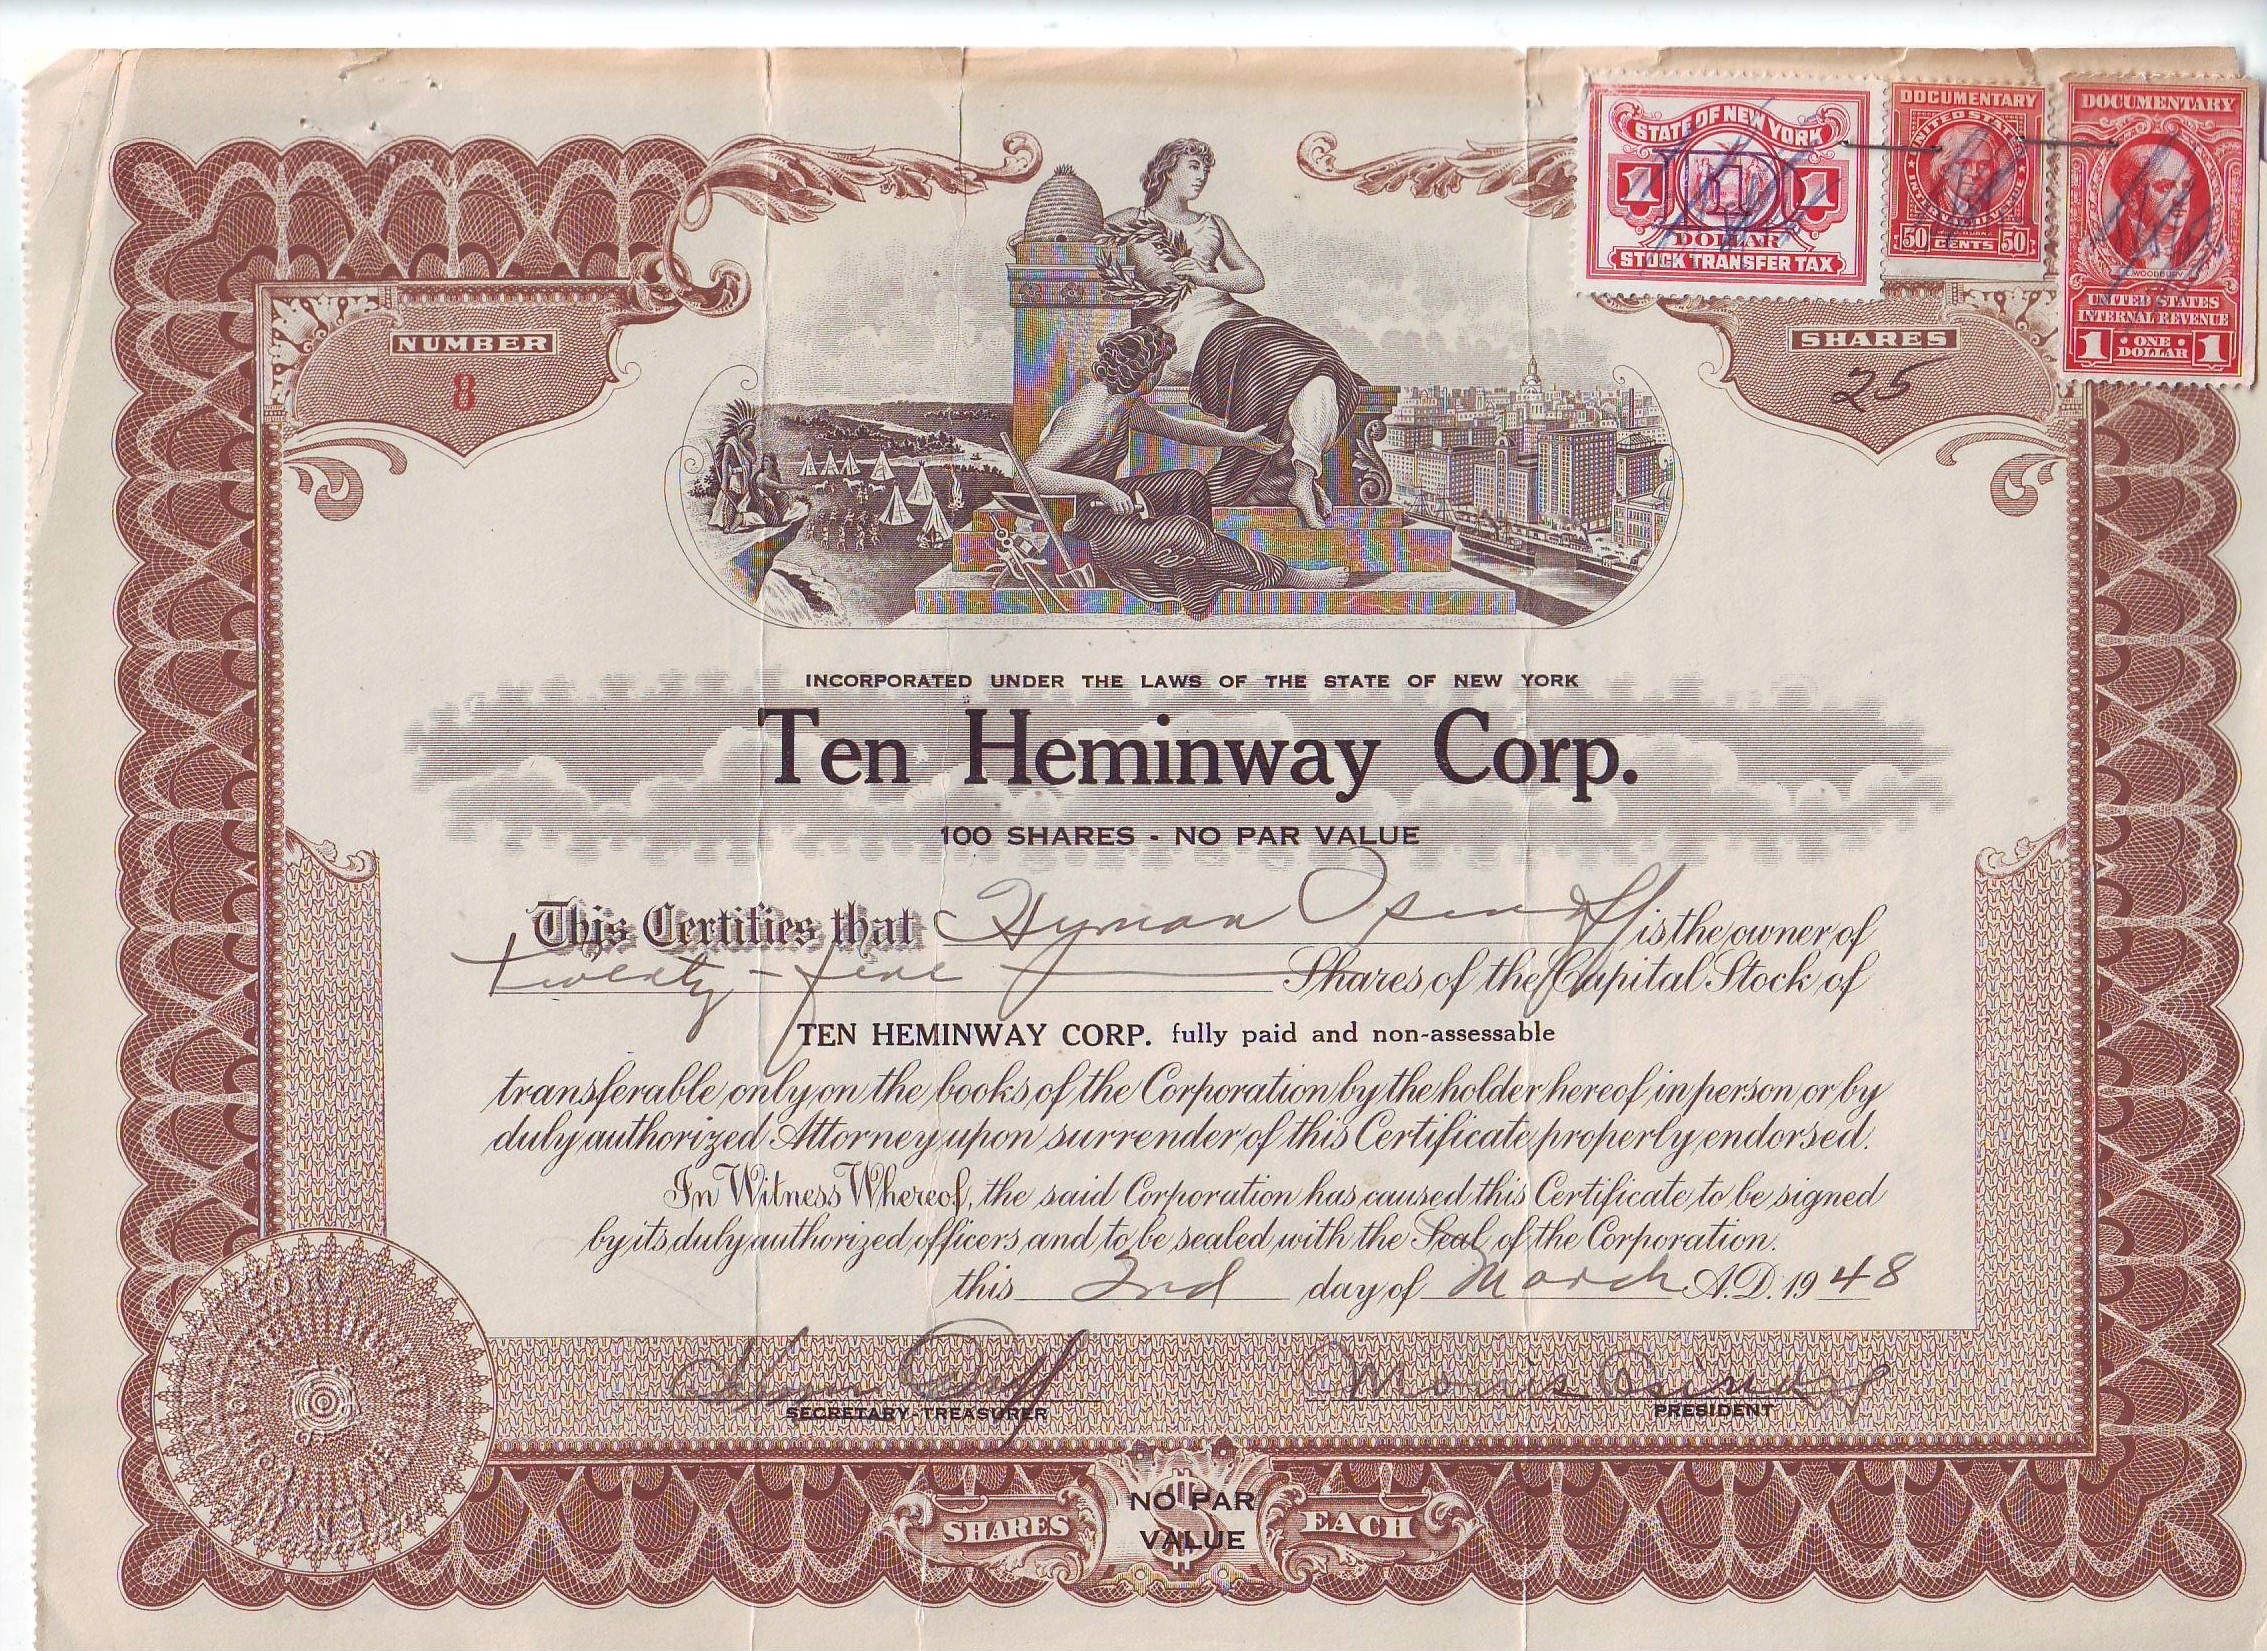 STATE OF NEW YORK
1 1
DOLLAR
STOCK TRANSFER TAX
DOCUMENTARY
UNITED STATES
INTERNAL REVENUE
50 CENTS 50
DOCUMENTARY
WOODBURY
UNITED STATES
INTERNAL REVENUE
1 ONE DOLLAR 1
NUMBER
8
SHARES
25
INCORPORATED UNDER THE LAWS OF THE STATE OF NEW YORK
Ten Heminway Corp.
100 SHARES - NO PAR VALUE
This Certifies that Hyman is the owner of
Twenty-five Shares of the Capital Stock of
TEN HEMINWAY CORP. fully paid and non-assessable
transferable only on the books of the Corporation by the holder hereof in person or by
duly authorized Attorney upon surrender of this Certificate properly endorsed.
In Witness Whereof, the said Corporation has caused this Certificate to be signed
by its duly authorized officers and to be sealed with the Seal of the Corporation.
this 2nd day of March A.D. 1948
Morris
SECRETARY-TREASURER
PRESIDENT
SHARES
NO PAR
VALUE
EACH